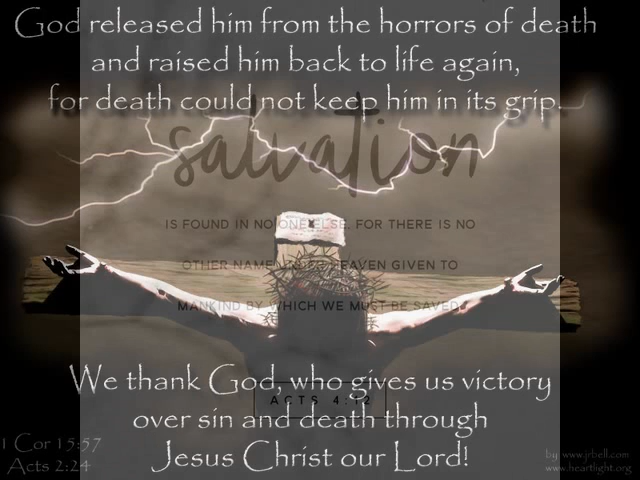 God released him from the horrors of death
and raised him back to life again,
for death could not keep him in its grip.
salvation
IS FOUND IN NO ONE ELSE, FOR THERE IS NO
OTHER NAME UNDER HEAVEN GIVEN TO
MANKIND BY WHICH WE MUST BE SAVED.
We thank God, who gives us victory
ACTS 4:12
over sin and death through
Jesus Christ our Lord!
1 Cor 15:57
Acts 2:24
by www.jrbell.com
www.heartlight.org